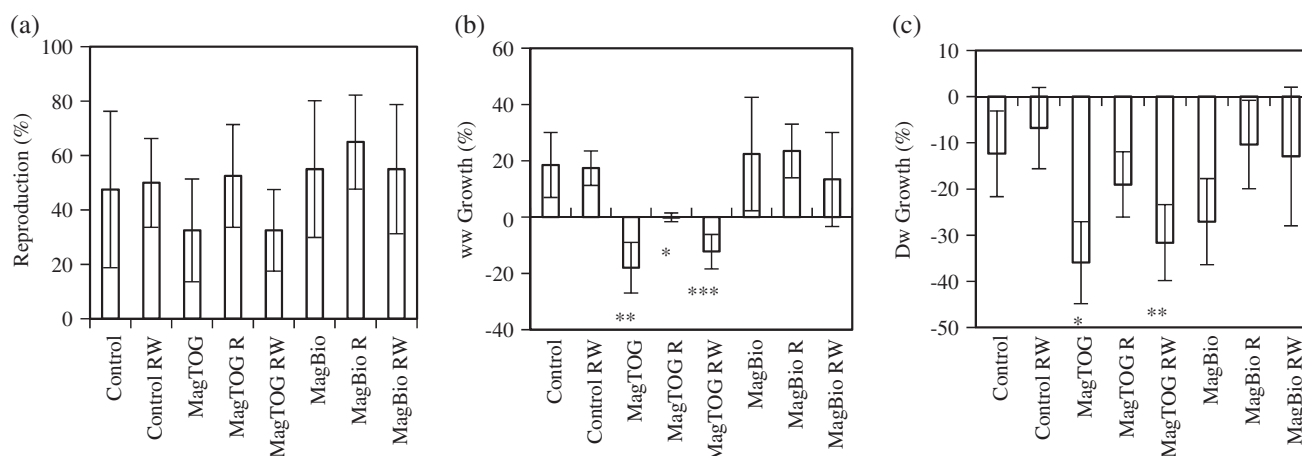 (a)
Reproduction (%)
100
80
60
40
20
0
Control
Control RW
MagTOG
MagTOG R
MagTOG RW
MagBio
MagBio R
MagBio RW
(b)
ww Growth (%)
60
40
20
0
-20
-40
**
*
***
Control
Control RW
MagTOG
MagTOG R
MagTOG RW
MagBio
MagBio R
MagBio RW
(c)
Dw Growth (%)
10
0
-10
-20
-30
-40
-50
*
**
Control
Control RW
MagTOG
MagTOG R
MagTOG RW
MagBio
MagBio R
MagBio RW